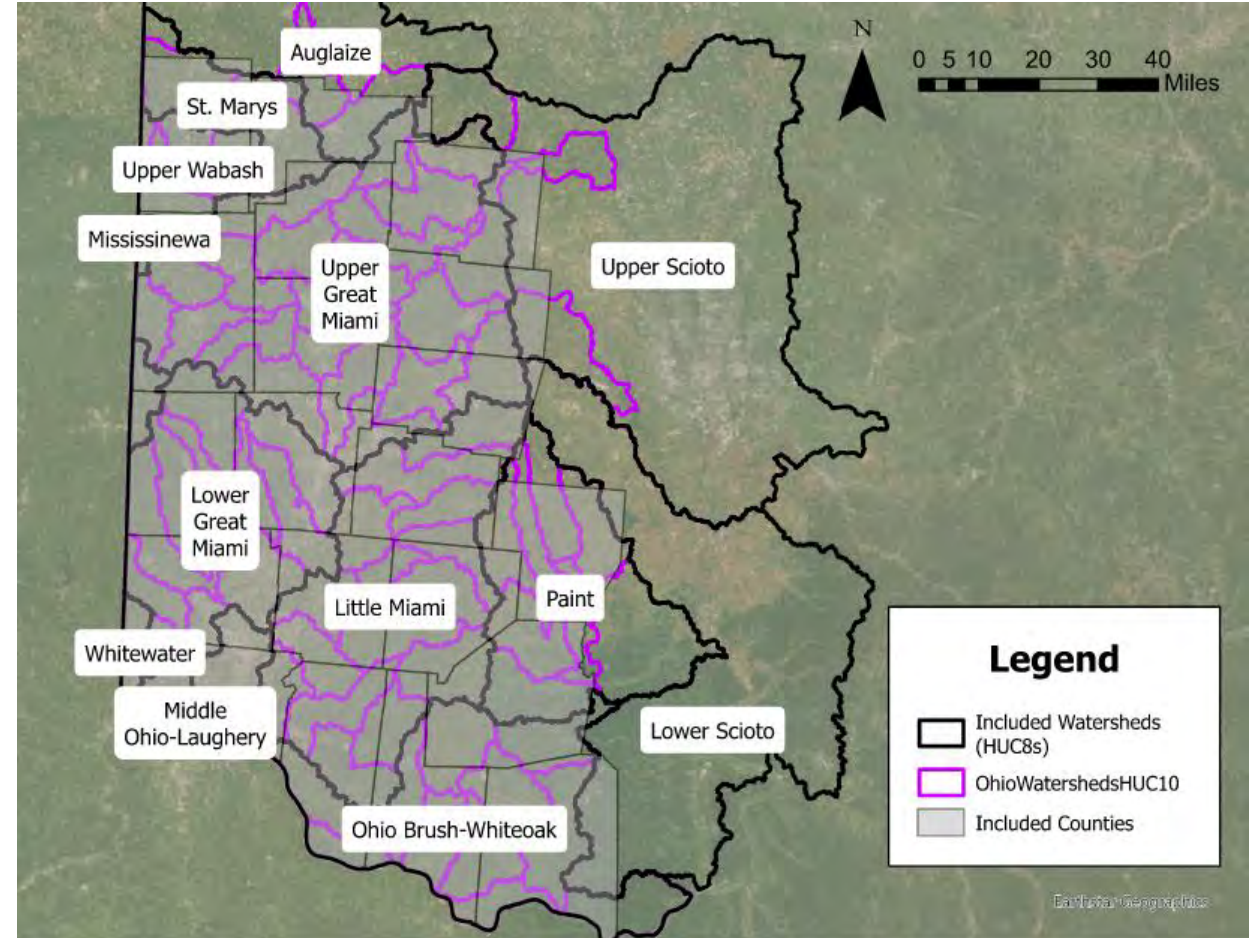 Auglaize
N
0 5 10 20 30 40
Miles
St. Marys
Upper Wabash
Mississinewa
Upper
Great
Miami
Upper Scioto
Lower
Great
Miami
Little Miami
Paint
Whitewater
Middle
Ohio-Laughery
Lower Scioto
Ohio Brush-Whiteoak
Legend
Included Watersheds
(HUC8s)
OhioWatershedsHUC10
Included Counties
Earthstar Geographics